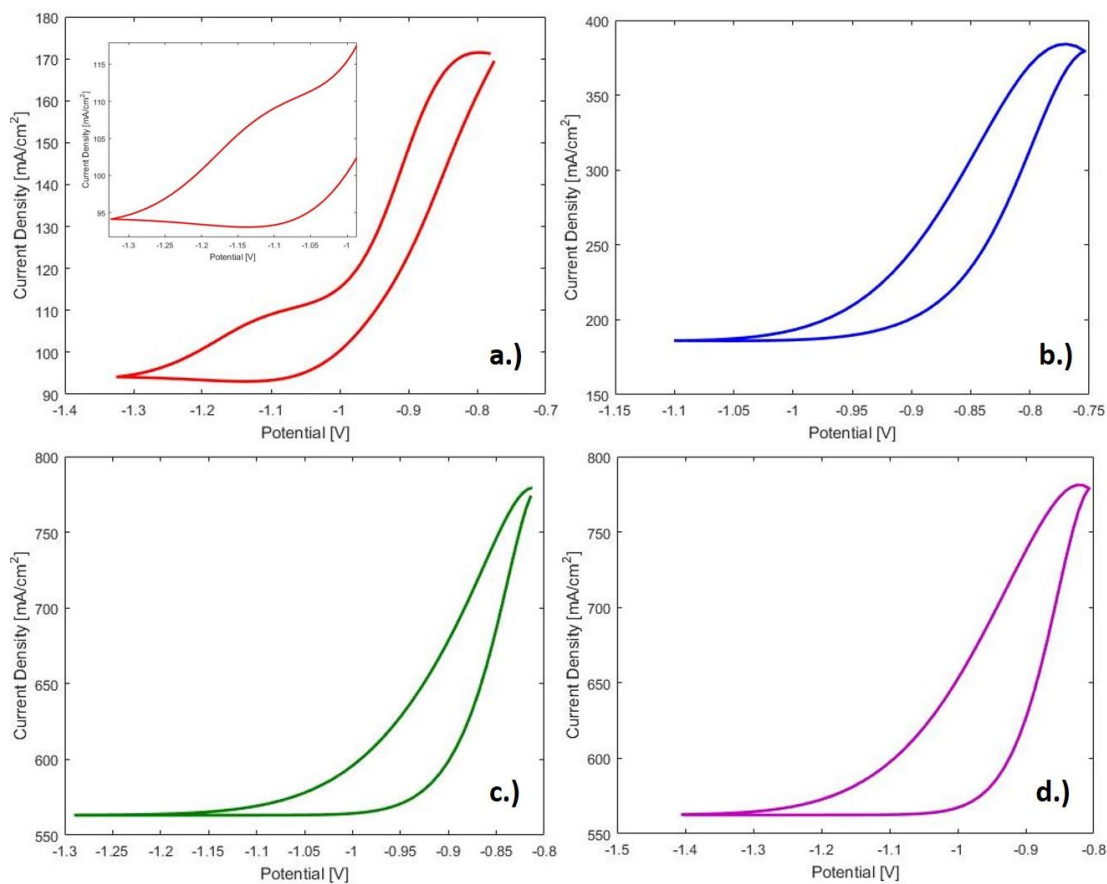 180
170
160
150
140
130
120
110
100
90
Current Density [mA/cm²]
-1.4 -1.3 -1.2 -1.1 -1 -0.9 -0.8 -0.7
Potential [V]
115
110
105
100
95
Current Density [mA/cm²]
-1.3 -1.25 -1.2 -1.15 -1.1 -1.05 -1
Potential [V]
a.)
400
350
300
250
200
150
Current Density [mA/cm²]
-1.15 -1.1 -1.05 -1 -0.95 -0.9 -0.85 -0.8 -0.75
Potential [V]
b.)
800
750
700
650
600
550
Current Density [mA/cm²]
-1.3 -1.25 -1.2 -1.15 -1.1 -1.05 -1 -0.95 -0.9 -0.85 -0.8
Potential [V]
c.)
800
750
700
650
600
550
Current Density [mA/cm²]
-1.5 -1.4 -1.3 -1.2 -1.1 -1 -0.9 -0.8
Potential [V]
d.)